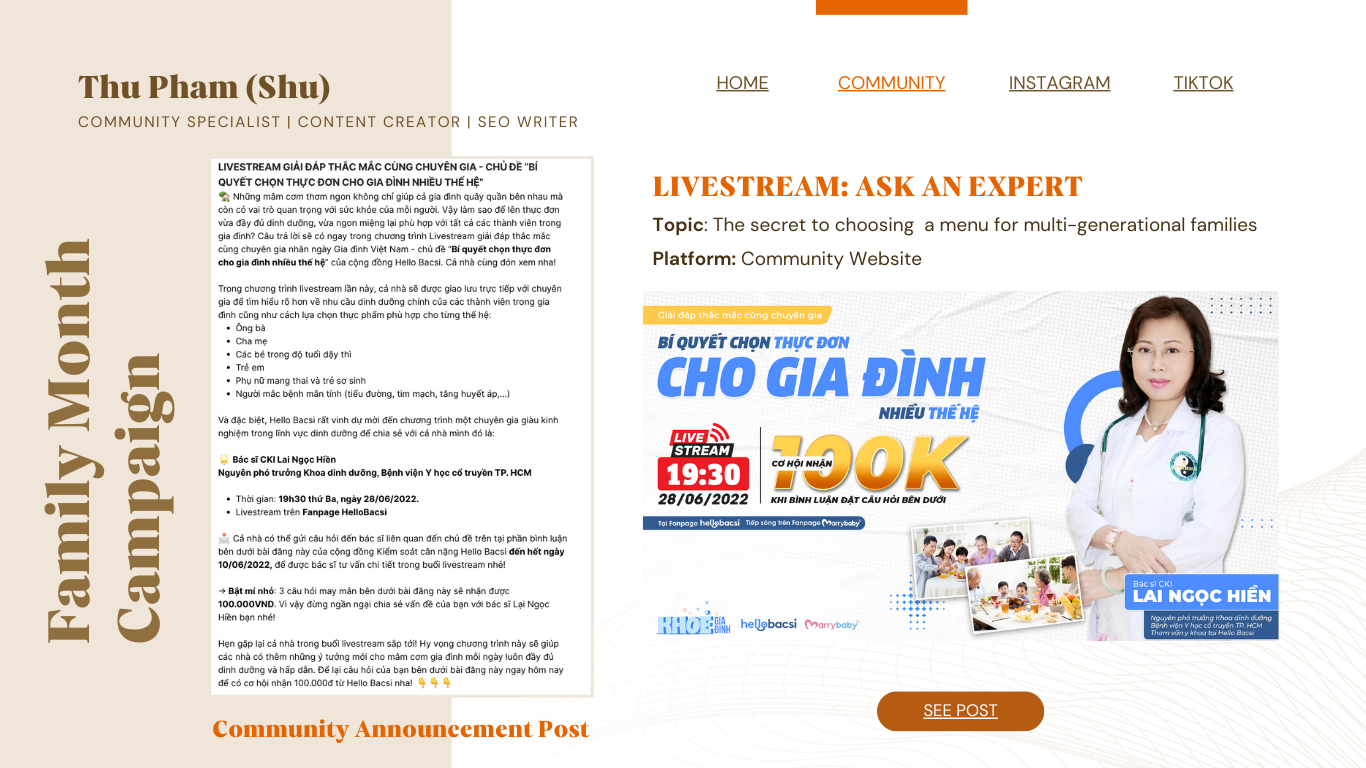 Thu Pham (Shu)
COMMUNITY SPECIALIST | CONTENT CREATOR | SEO WRITER
HOME
COMMUNITY
INSTAGRAM
TIKTOK
Family Month
Campaign
LIVESTREAM GIẢI ĐÁP THẮC MẮC CÙNG CHUYÊN GIA - CHỦ ĐỀ "BÍ
QUYẾT CHỌN THỰC ĐƠN CHO GIA ĐÌNH NHIỀU THẾ HỆ"
🏡 Những mâm cơm thơm ngon không chỉ giúp cả gia đình quây quần bên nhau mà
còn có vai trò quan trọng với sức khỏe của mỗi người. Vậy làm sao để lên thực đơn
vừa đầy đủ dinh dưỡng, vừa ngon miệng lại phù hợp với tất cả các thành viên trong
gia đình? Câu trả lời sẽ có ngay trong chương trình Livestream giải đáp thắc mắc
cùng chuyên gia nhân ngày Gia đình Việt Nam - chủ đề "Bí quyết chọn thực đơn
cho gia đình nhiều thế hệ" của cộng đồng Hello Bacsi. Cả nhà cùng đón xem nha!
Trong chương trình livestream lần này, cả nhà sẽ được giao lưu trực tiếp với chuyên
gia để tìm hiểu rõ hơn về nhu cầu dinh dưỡng chính của các thành viên trong gia
đình cũng như cách lựa chọn thực phẩm phù hợp cho từng thế hệ:
• Ông bà
• Cha mẹ
• Các bé trong độ tuổi dậy thì
• Trẻ em
• Phụ nữ mang thai và trẻ sơ sinh
• Người mắc bệnh mãn tính (tiểu đường, tim mạch, tăng huyết áp,...)
Và đặc biệt, Hello Bacsi rất vinh dự mời đến chương trình một chuyên gia giàu kinh
nghiệm trong lĩnh vực dinh dưỡng để chia sẻ với cả nhà mình đó là:
Bác sĩ CKI Lai Ngọc Hiền
Nguyên phó trưởng Khoa dinh dưỡng, Bệnh viện Y học cổ truyền TP. HCM
• Thời gian: 19h30 thứ Ba, ngày 28/06/2022.
• Livestream trên Fanpage HelloBacsi
📩 Cả nhà có thể gửi câu hỏi đến bác sĩ liên quan đến chủ đề trên tại phần bình luận
bên dưới bài đăng này của cộng đồng Kiểm soát cân nặng Hello Bacsi đến hết ngày
10/06/2022, để được bác sĩ tư vấn chi tiết trong buổi livestream nhé!
→ Bật mí nhỏ: 3 câu hỏi may mắn bên dưới bài đăng này sẽ nhận được
100.000VND. Vì vậy đừng ngần ngại chia sẻ vấn đề của bạn với bác sĩ Lại Ngọc
Hiền bạn nhé!
Hẹn gặp lại cả nhà trong buổi livestream sắp tới! Hy vọng chương trình này sẽ giúp
các nhà có thêm những ý tưởng mới cho mâm cơm gia đình mỗi ngày luôn đầy đủ
dinh dưỡng và hấp dẫn. Để lại câu hỏi của bạn bên dưới bài đăng này ngay hôm nay
để có cơ hội nhận 100.000đ từ Hello Bacsi nha! 👇👇👇
Community Announcement Post
LIVESTREAM: ASK AN EXPERT
Topic: The secret to choosing a menu for multi-generational families
Platform: Community Website
Giải đáp thắc mắc cùng chuyên gia
BÍ QUYẾT CHỌN THỰC ĐƠN
CHO GIA ĐÌNH
NHIỀU THẾ HỆ
LIVE
STREAM
19:30
28/06/2022
CƠ HỘI NHẬN
100K
KHI BÌNH LUẬN ĐẶT CÂU HỎI BÊN DƯỚI
Tại Fanpage hellobacsi Tiếp sóng trên Fanpage Marrybaby
KHOẺ GIA ĐÌNH
hellobacsi
Marrybaby
Bác sĩ CKI
LẠI NGỌC HIỀN
Nguyên phó trưởng Khoa dinh dưỡng
Bệnh viện Y học cổ truyền TP. HCM
Tham vấn y khoa tại Hello Bacsi
SEE POST